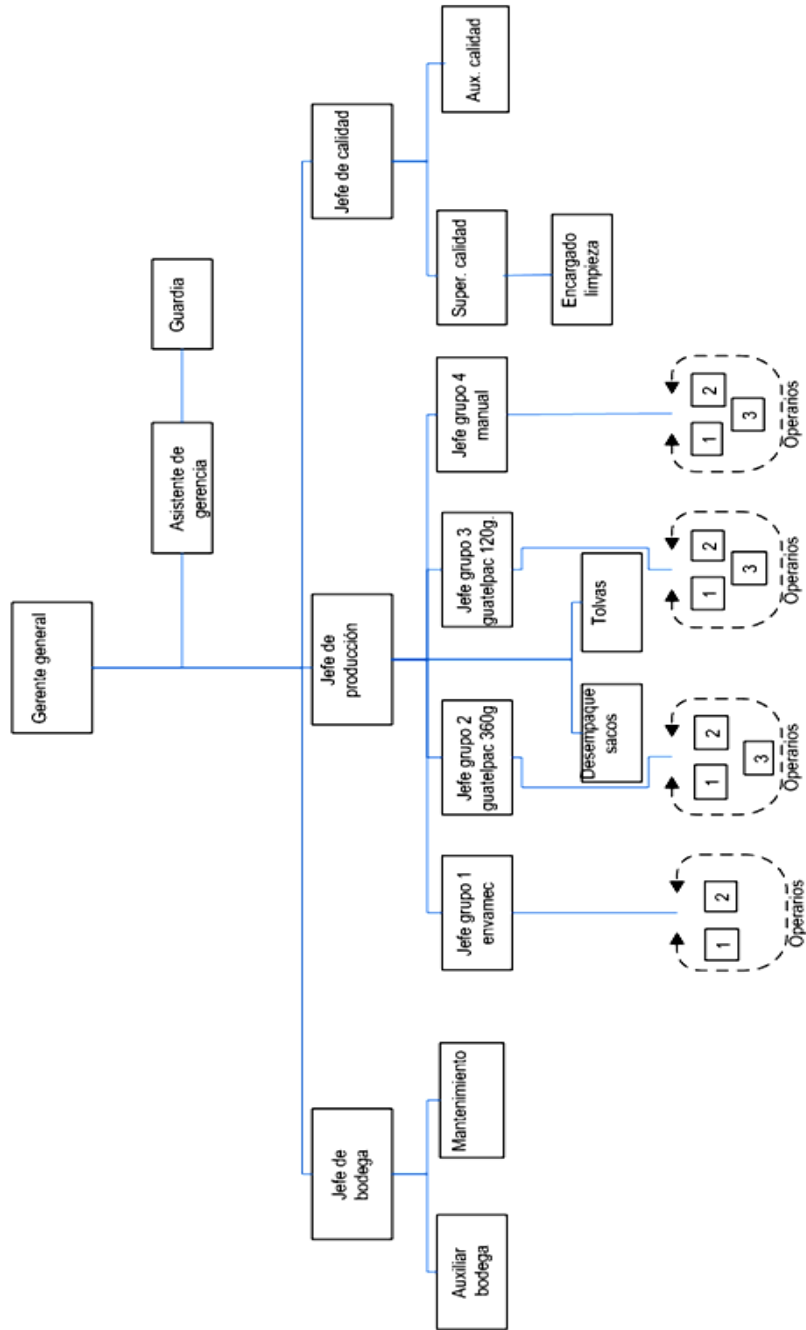 Gerente general
Asistente de
gerencia
Guardia
Jefe de
bodega
Jefe de
producción
Jefe de calidad
Auxiliar
bodega
Mantenimiento
Jefe grupo 1
envamec
Jefe grupo 2
guatelpac 360g
Jefe grupo 3
guatelpac 120g.
Jefe grupo 4
manual
Super. calidad
Aux. calidad
Desempaque
sacos
Tolvas
Encargado
limpieza
1
2
Operarios
1
2
3
Operarios
1
2
3
Operarios
1
2
3
Operarios